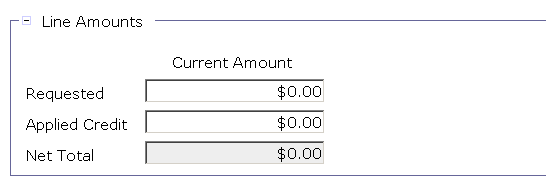 Line Amounts
Current Amount
Requested $0.00
Applied Credit $0.00
Net Total $0.00